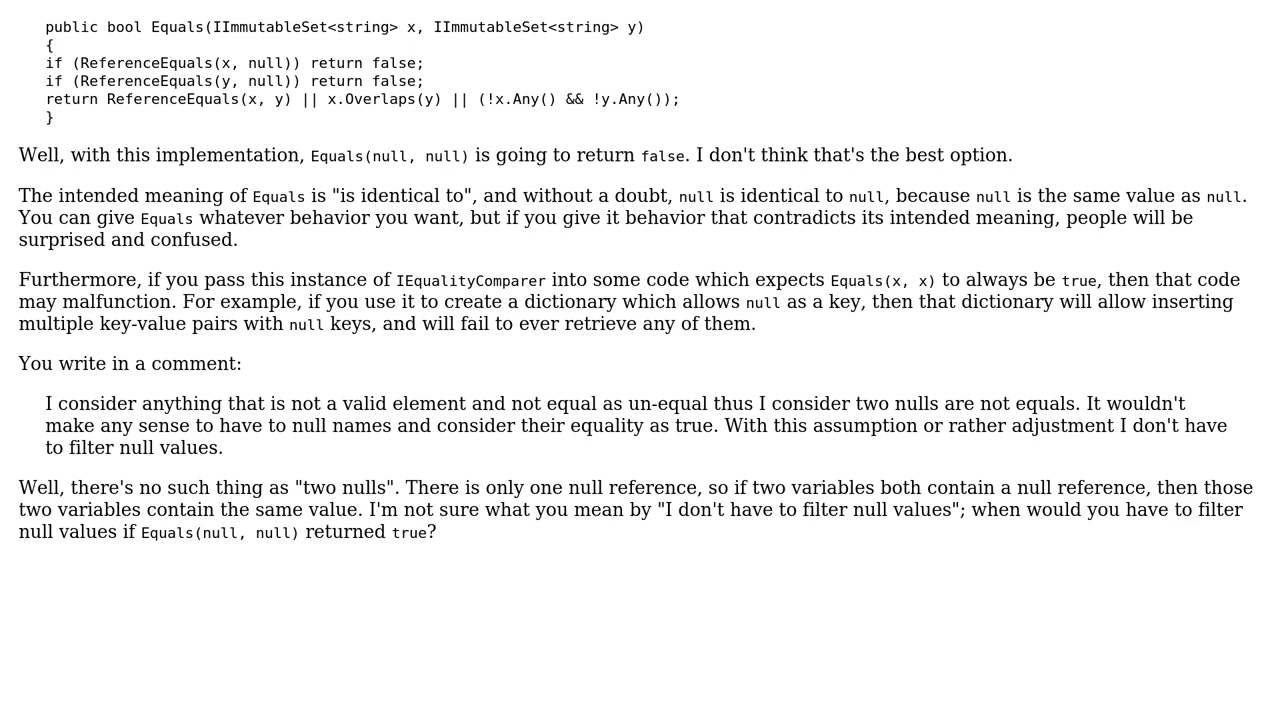 public bool Equals(IImmutableSet<string> x, IImmutableSet<string> y)
{
if (ReferenceEquals(x, null)) return false;
if (ReferenceEquals(y, null)) return false;
return ReferenceEquals(x, y) || x.Overlaps(y) || (!x.Any() && !y.Any());
}
Well, with this implementation, Equals(null, null) is going to return false. I don't think that's the best option.
The intended meaning of Equals is "is identical to", and without a doubt, null is identical to null, because null is the same value as null.
You can give Equals whatever behavior you want, but if you give it behavior that contradicts its intended meaning, people will be
surprised and confused.
Furthermore, if you pass this instance of IEqualityComparer into some code which expects Equals(x, x) to always be true, then that code
may malfunction. For example, if you use it to create a dictionary which allows null as a key, then that dictionary will allow inserting
multiple key-value pairs with null keys, and will fail to ever retrieve any of them.
You write in a comment:
I consider anything that is not a valid element and not equal as un-equal thus I consider two nulls are not equals. It wouldn't
make any sense to have to null names and consider their equality as true. With this assumption or rather adjustment I don't have
to filter null values.
Well, there's no such thing as "two nulls". There is only one null reference, so if two variables both contain a null reference, then those
two variables contain the same value. I'm not sure what you mean by "I don't have to filter null values"; when would you have to filter
null values if Equals(null, null) returned true?